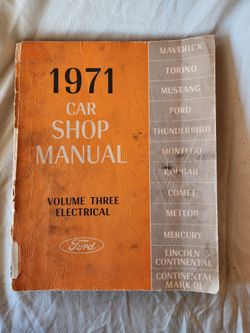 1971
CAR
SHOP
MANUAL
VOLUME THREE
ELECTRICAL
Ford
MAVERICK
TORINO
MUSTANG
FORD
THUNDERBIRD
MONTEGO
COUGAR
COMET
METEOR
MERCURY
LINCOLN
CONTINENTAL
CONTINENTAL
MARK III